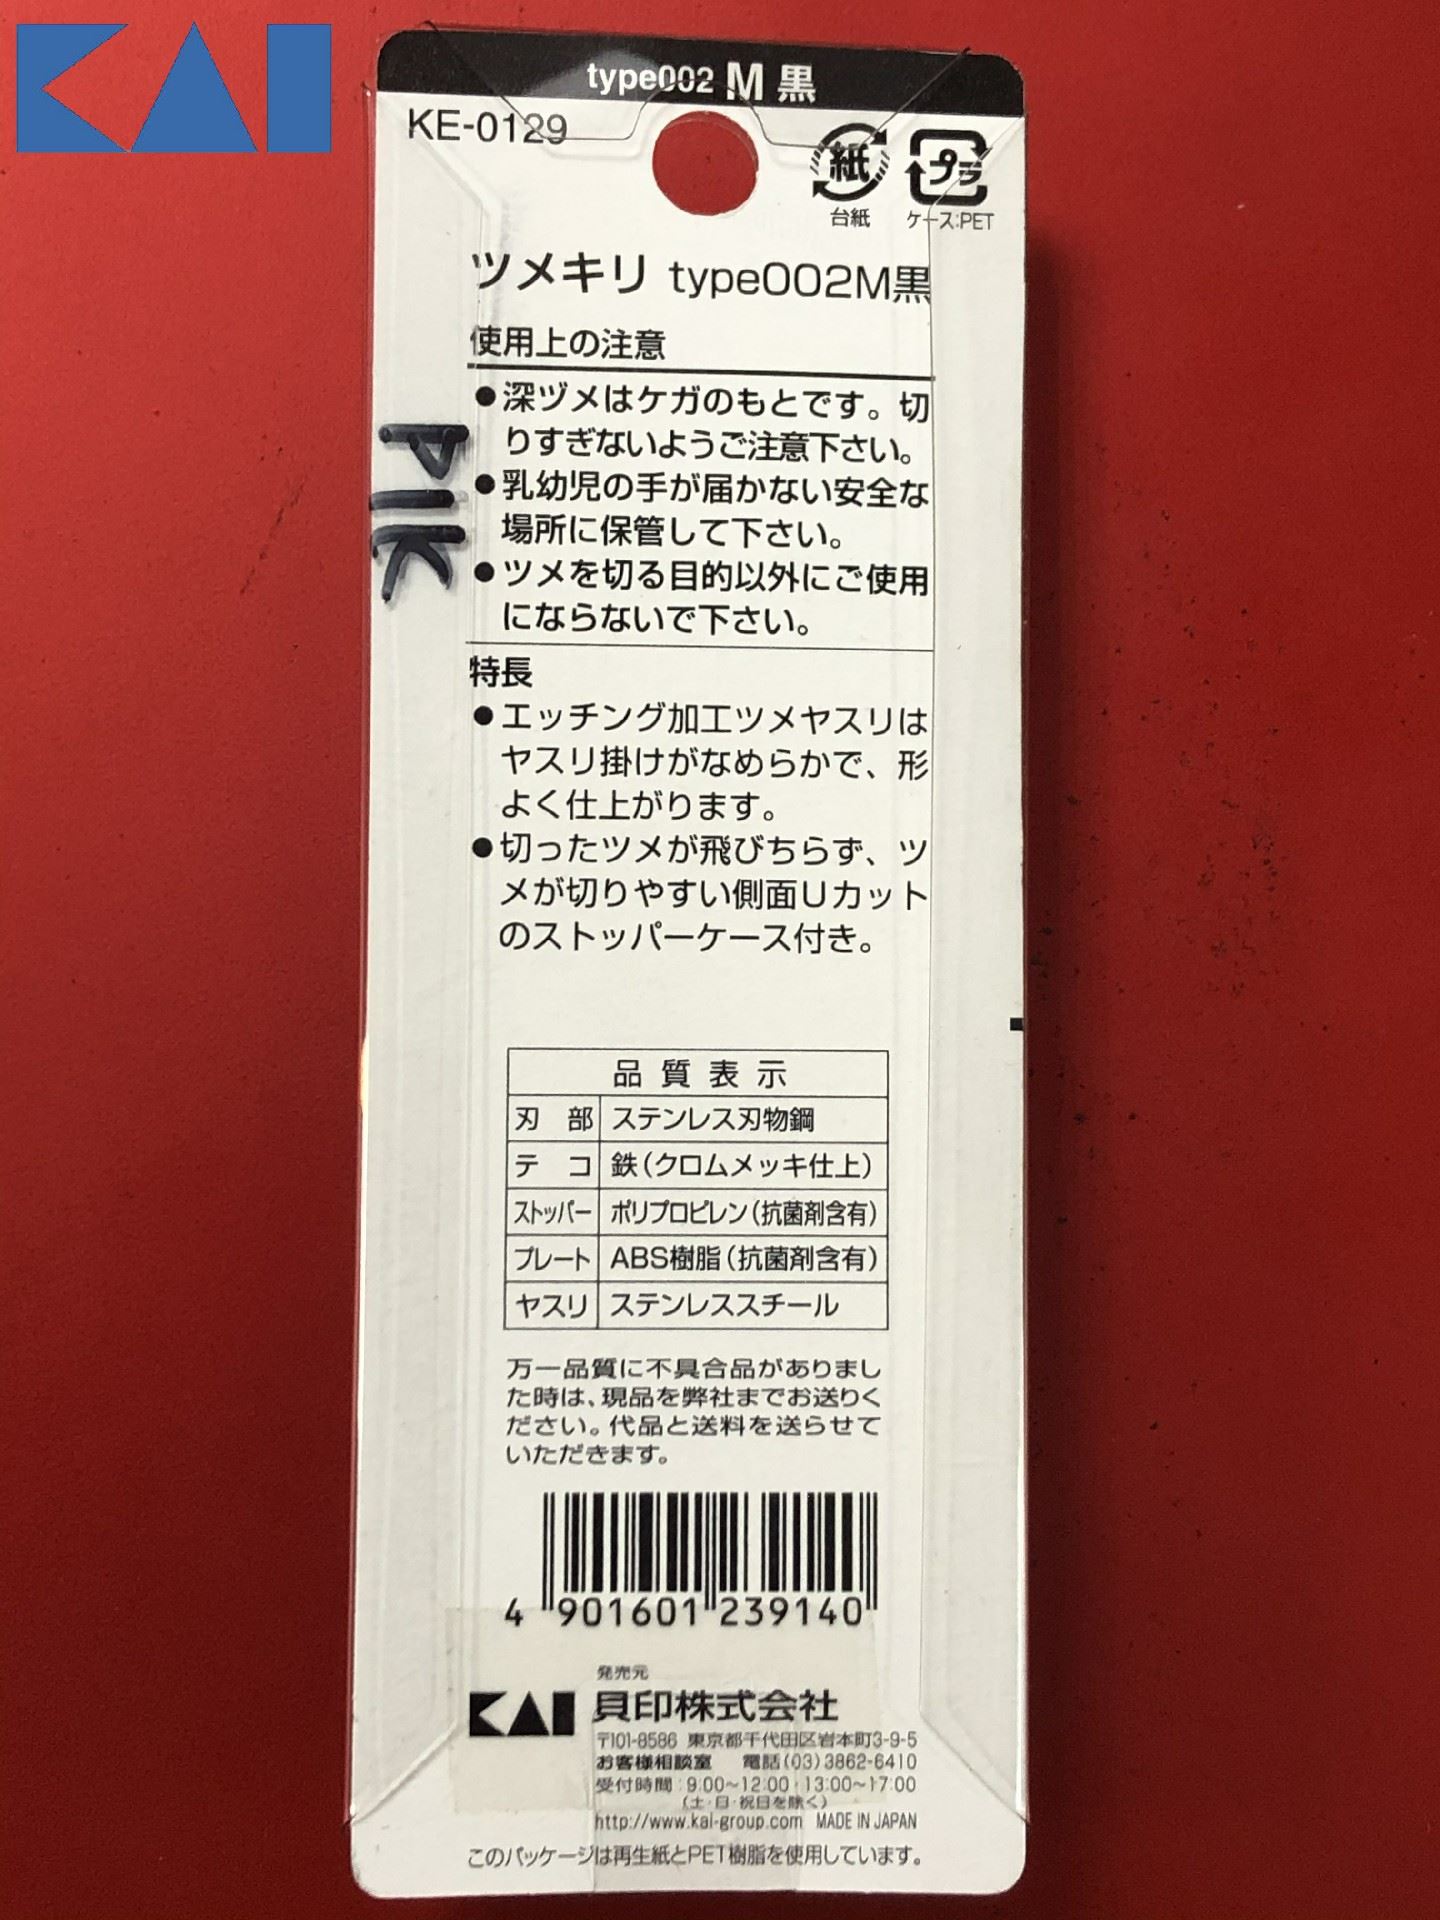 KAI
type002 M 黒
KE-0129
紙
プラ
台紙
ケース:PET
ツメキリ type002M黒
使用上の注意
●深ヅメはケガのもとです。切
りすぎないようご注意下さい。
●乳幼児の手が届かない安全な
場所に保管して下さい。
●ツメを切る目的以外にご使用
にならないで下さい。
PIK
特長
●エッチング加工ツメヤスリは
ヤスリ掛けがなめらかで、形
よく仕上がります。
●切ったツメが飛びちらず、ツ
メが切りやすい側面Uカット
のストッパーケース付き。
品質表示
刃部 ステンレス刃物鋼
テコ 鉄(クロムメッキ仕上)
ストッパー ポリプロピレン(抗菌剤含有)
プレート ABS樹脂(抗菌剤含有)
ヤスリ ステンレススチール
万一品質に不具合品がありまし
た時は、現品を弊社までお送りく
ださい。代品と送料を送らせて
いただきます。
4 901601 239140
発売元
KAI 貝印株式会社
〒101-8586 東京都千代田区岩本町3-9-5
お客様相談室 電話(03)3862-6410
受付時間:9:00~12:00・13:00~17:00
(土・日・祝日を除く)
http://www.kai-group.com MADE IN JAPAN
このパッケージは再生紙とPET樹脂を使用しています。